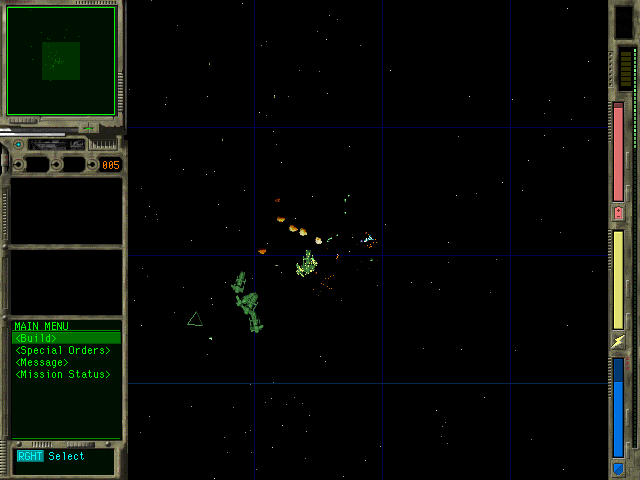 005
MAIN MENU
<Build>
<Special Orders>
<Message>
<Mission Status>
RGHT Select